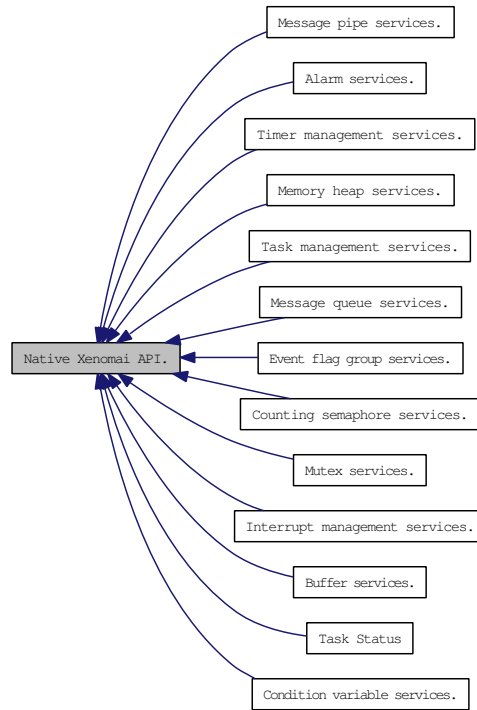 Message pipe services.
Alarm services.
Timer management services.
Memory heap services.
Task management services.
Message queue services.
Native Xenomai API.
Event flag group services.
Counting semaphore services.
Mutex services.
Interrupt management services.
Buffer services.
Task Status
Condition variable services.